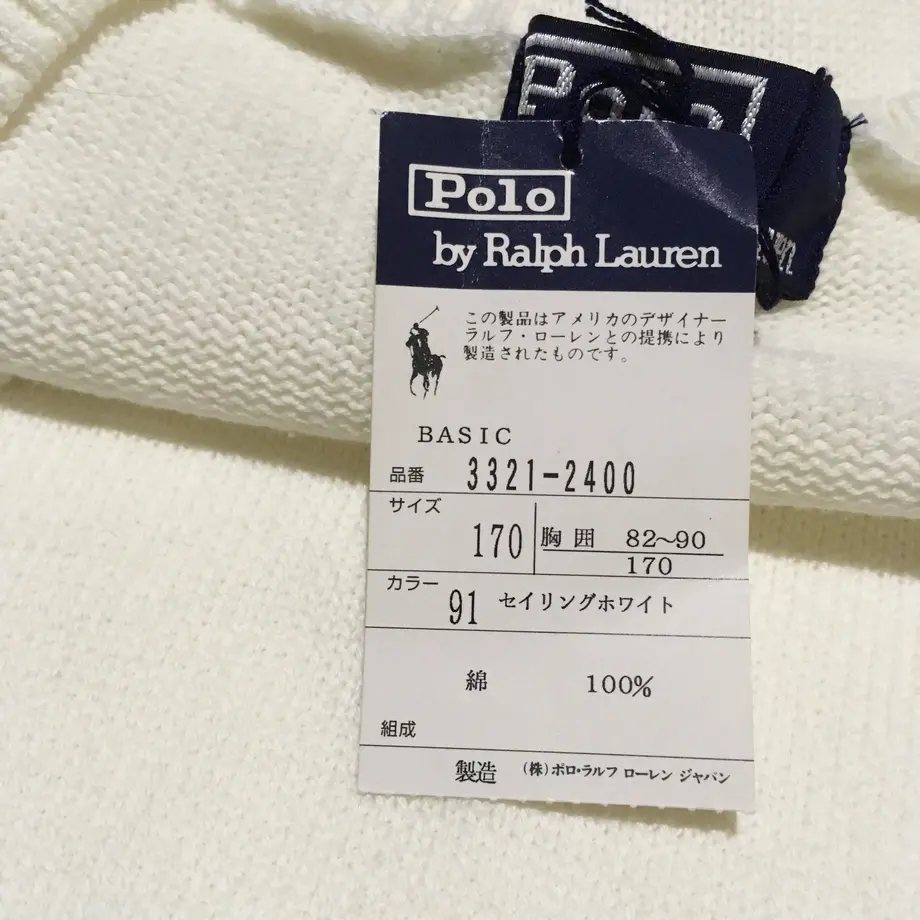 Polo
by Ralph Lauren
この製品はアメリカのデザイナー
ラルフ・ローレンとの提携により
製造されたものです。
BASIC
品番 3321-2400
サイズ 170 胸囲 82〜90
170
カラー 91 セイリングホワイト
綿 100%
組成
製造 (株)ポロ・ラルフ ローレン ジャパン